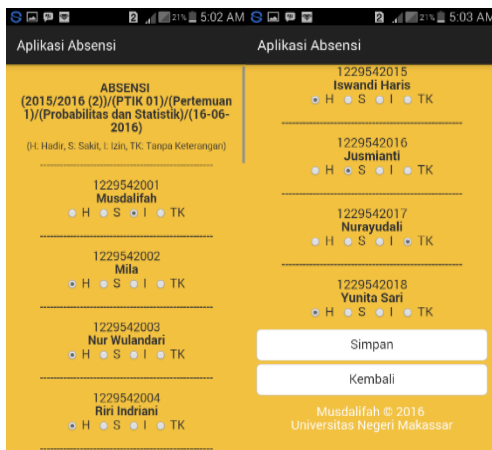 2 21% 5:02 AM
Aplikasi Absensi
ABSENSI
(2015/2016 (2))/(PTIK 01)/(Pertemuan
1)/(Probabilitas dan Statistik)/(16-06-
2016)
(H: Hadir, S: Sakit, I: Izin, TK: Tanpa Keterangan)
1229542001
Musdalifah
H S I TK
1229542002
Mila
H S I TK
1229542003
Nur Wulandari
H S I TK
1229542004
Riri Indriani
H S I TK
2 21% 5:03 AM
Aplikasi Absensi
1229542015
Iswandi Haris
H S I TK
1229542016
Jusmianti
H S I TK
1229542017
Nurayudali
H S I TK
1229542018
Yunita Sari
H S I TK
Simpan
Kembali
Musdalifah © 2016
Universitas Negeri Makassar